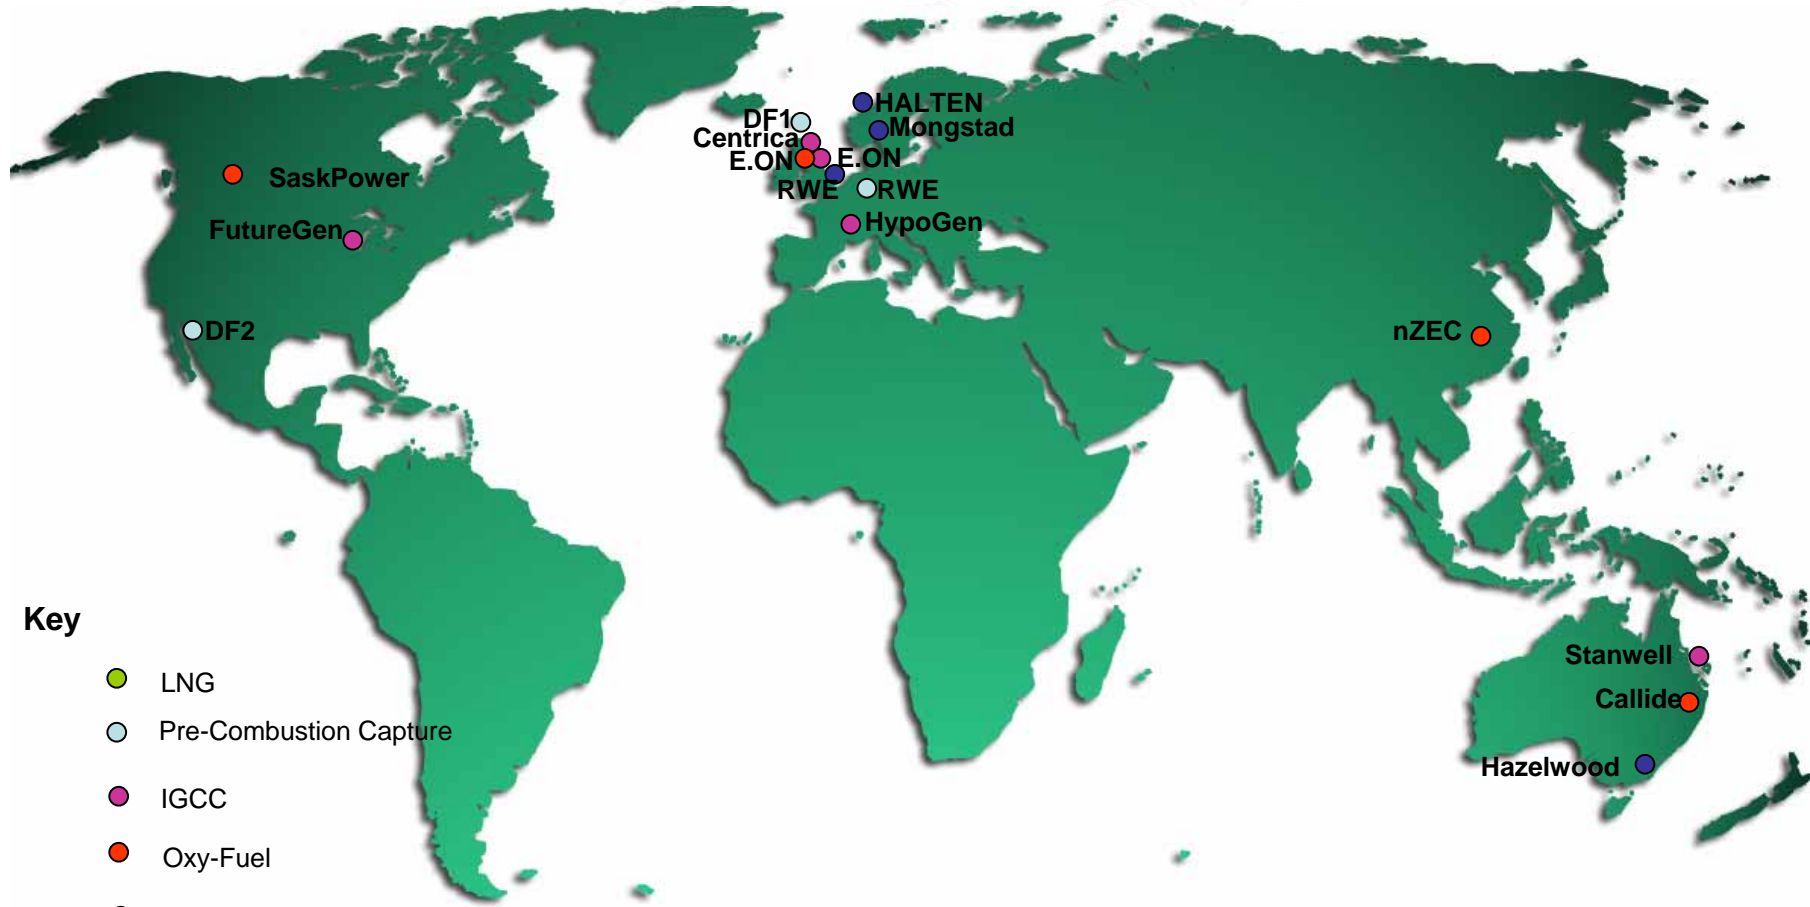 HALTEN
DF1
Mongstad
Centrica
E.ON
E.ON
SaskPower
RWE
RWE
FutureGen
HypoGen
DF2
nZEC
Key
Stanwell
LNG
Callide
Pre-Combustion Capture
Hazelwood
IGCC
Oxy-Fuel